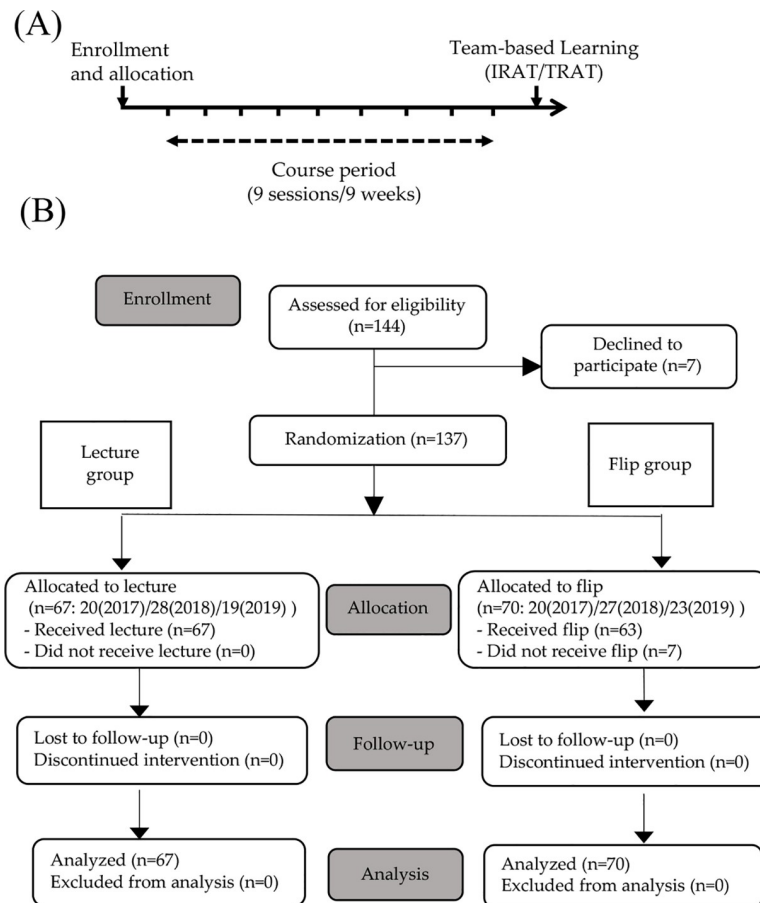 (A)
Enrollment
and allocation
Team-based Learning
(IRAT/TRAT)
Course period
(9 sessions/9 weeks)
(B)
Enrollment
Assessed for eligibility
(n=144)
Declined to
participate (n=7)
Randomization (n=137)
Lecture
group
Flip group
Allocated to lecture
(n=67: 20(2017)/28(2018)/19(2019) )
- Received lecture (n=67)
- Did not receive lecture (n=0)
Allocation
Allocated to flip
(n=70: 20(2017)/27(2018)/23(2019) )
- Received flip (n=63)
- Did not receive flip (n=7)
Lost to follow-up (n=0)
Discontinued intervention (n=0)
Follow-up
Lost to follow-up (n=0)
Discontinued intervention (n=0)
Analyzed (n=67)
Excluded from analysis (n=0)
Analysis
Analyzed (n=70)
Excluded from analysis (n=0)